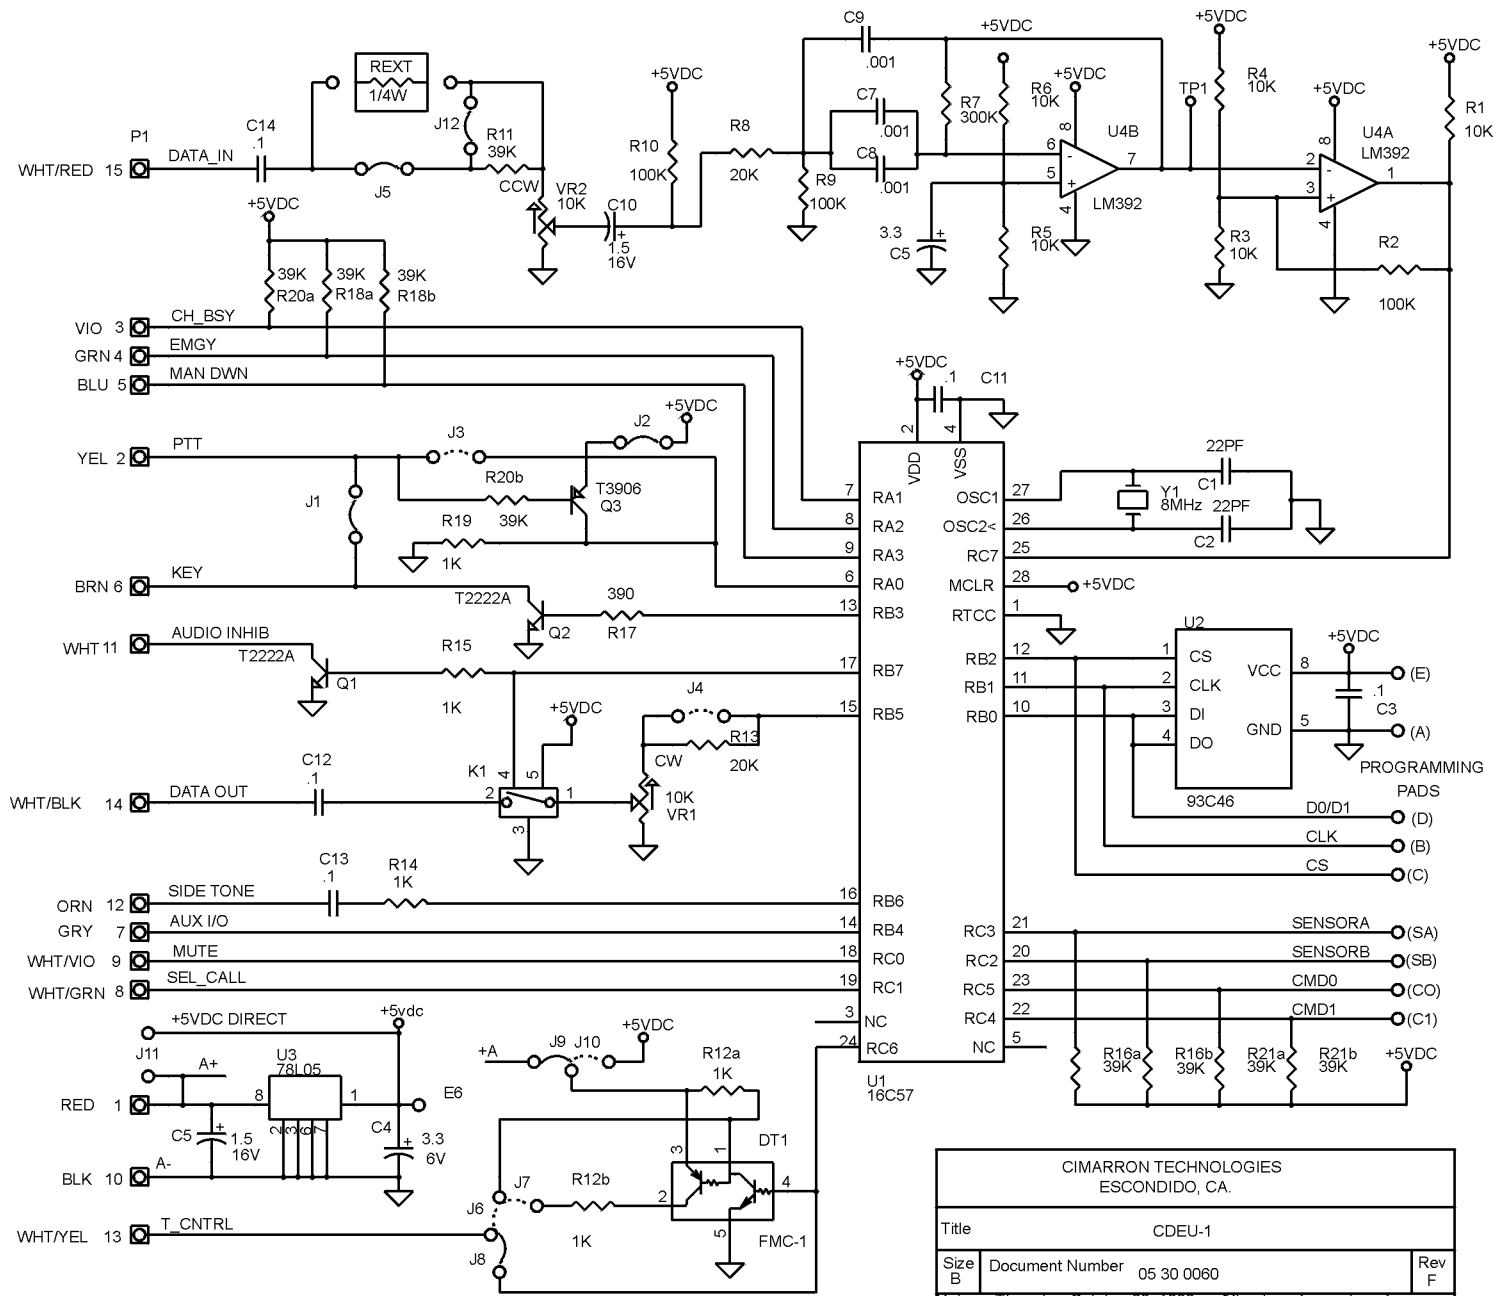 C9
.001
+5VDC
+5VDC
+5VDC
REXT
1/4W
+5VDC
C7
.001
R7
300K
R6
10K
+5VDC
TP1
R4
10K
+5VDC
R1
10K
P1
C14
.1
J12
R11
39K
R10
100K
R8
20K
C8
.001
8
6
5
4
7
-
+
U4B
LM392
8
2
3
4
1
-
+
U4A
LM392
WHT/RED 15
DATA_IN
J5
CCW
VR2
10K
C10
+
1.5
16V
R9
100K
3.3
C5
+
R5
10K
R3
10K
R2
100K
+5VDC
39K
R20a
39K
R18a
39K
R18b
VIO 3
CH_BSY
GRN 4
EMGY
BLU 5
MAN DWN
+5VDC
.1
C11
YEL 2
PTT
J3
J2
+5VDC
2
VDD
4
VSS
22PF
C1
J1
R20b
39K
T3906
Q3
7
RA1
OSC1
27
Y1
8MHz
22PF
C2
R19
1K
8
RA2
OSC2<
26
9
RA3
RC7
25
BRN 6
KEY
T2222A
Q2
390
R17
6
RA0
MCLR
28
+5VDC
13
RB3
RTCC
1
WHT 11
AUDIO INHIB
T2222A
Q1
R15
1K
17
RB7
RB2
12
RB1
11
15
RB5
RB0
10
U2
1
CS
2
CLK
3
DI
4
DO
VCC
8
GND
5
93C46
+5VDC
(E)
.1
C3
(A)
PROGRAMMING
PADS
J4
+5VDC
R13
20K
CW
10K
VR1
K1
4
5
2
1
3
WHT/BLK 14
DATA OUT
C12
.1
D0/D1
(D)
CLK
(B)
CS
(C)
C13
.1
R14
1K
ORN 12
SIDE TONE
16
RB6
GRY 7
AUX I/O
14
RB4
RC3
21
SENSORA
(SA)
WHT/VIO 9
MUTE
18
RC0
RC2
20
SENSORB
(SB)
WHT/GRN 8
SEL_CALL
19
RC1
RC5
23
CMD0
(CO)
3
NC
RC4
22
CMD1
(C1)
24
RC6
NC
5
U1
16C57
R16a
39K
R16b
39K
R21a
39K
R21b
39K
+5VDC
+5VDC DIRECT
+5vdc
J11
A+
U3
78L05
8
1
2
3
6
7
E6
RED 1
C5
+
1.5
16V
C4
+
3.3
6V
BLK 10
A-
+A
J9
J10
+5VDC
R12a
1K
DT1
3
1
2
4
5
FMC-1
J7
J6
J8
R12b
1K
WHT/YEL 13
T_CNTRL
CIMARRON TECHNOLOGIES
ESCONDIDO, CA.
Title
CDEU-1
Size
B
Document Number
05 30 0060
Rev
F